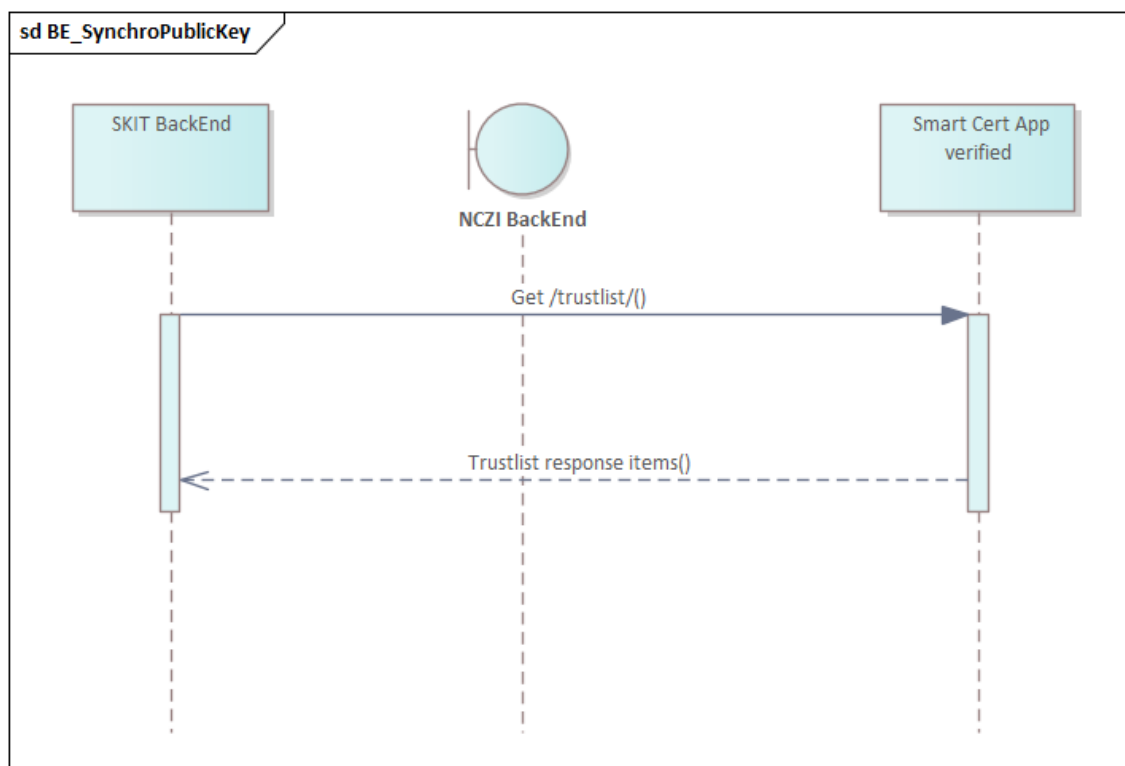 sd BE_SynchroPublicKey
SKIT BackEnd
Smart Cert App
verified
NCZI BackEnd
Get /trustlist/()
Trustlist response items()